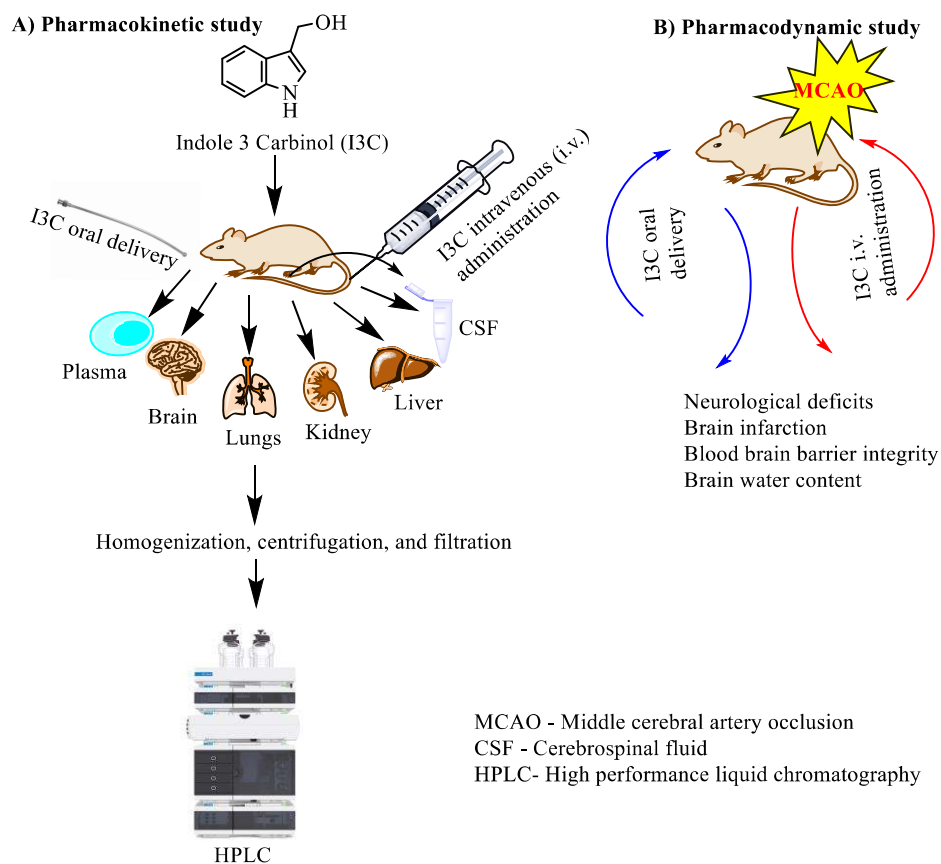 A) Pharmacokinetic study
OH
N
H
Indole 3 Carbinol (I3C)
I3C oral delivery
I3C intravenous (i.v.)
administration
CSF
Plasma
Brain
Lungs
Kidney
Liver
Homogenization, centrifugation, and filtration
HPLC
B) Pharmacodynamic study
MCAO
I3C oral
delivery
I3C i.v.
administration
Neurological deficits
Brain infarction
Blood brain barrier integrity
Brain water content
MCAO - Middle cerebral artery occlusion
CSF - Cerebrospinal fluid
HPLC- High performance liquid chromatography